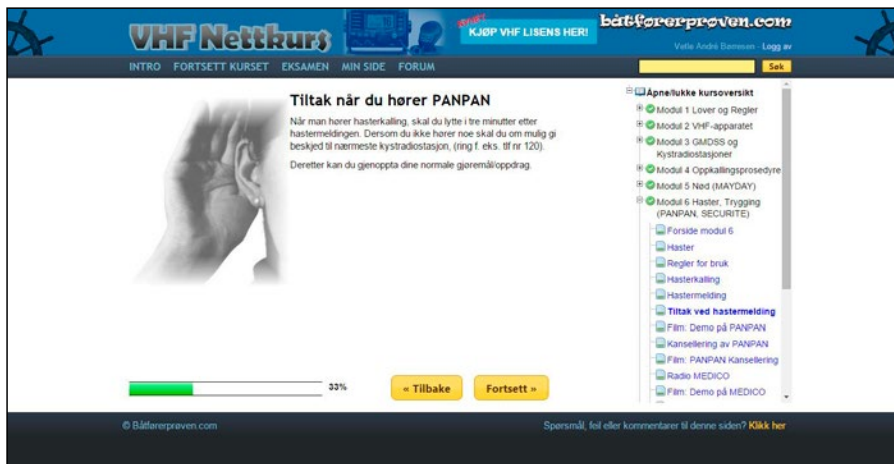 VHF Nettkurs
KJØP VHF LISENS HER!
båtførerprøven.com
Vetle André Barresen - Logg av
INTRO FORTSETT KURSET EKSAMEN MIN SIDE FORUM
Søk
Tiltak når du hører PANPAN
Når man hører hasterkalling, skal du lytte i tre minutter etter
hastermeldingen. Dersom du ikke hører noe skal du om mulig gi
beskjed til nærmeste kystradiostasjon, (ring f. eks. tlf nr 120).
Deretter kan du gjenoppta dine normale gjøremål/oppdrag.
Åpne/lukke kursoversikt
Modul 1 Lover og Regler
Modul 2 VHF-apparatet
Modul 3 GMDSS og
Kystradiostasjoner
Modul 4 Oppkallingsprosedyre
Modul 5 Nød (MAYDAY)
Modul 6 Haster, Trygging
(PANPAN, SECURITE)
Forside modul 6
Haster
Regler for bruk
Hasterkalling
Hastermelding
Tiltak ved hastermelding
Film: Demo på PANPAN
Kansellering av PANPAN
Film: PANPAN Kansellering
Radio MEDICO
Film: Demo på MEDICO
33%
« Tilbake
Fortsett »
© Båtførerprøven.com
Spørsmål, feil eller kommentarer til denne siden? Klikk her